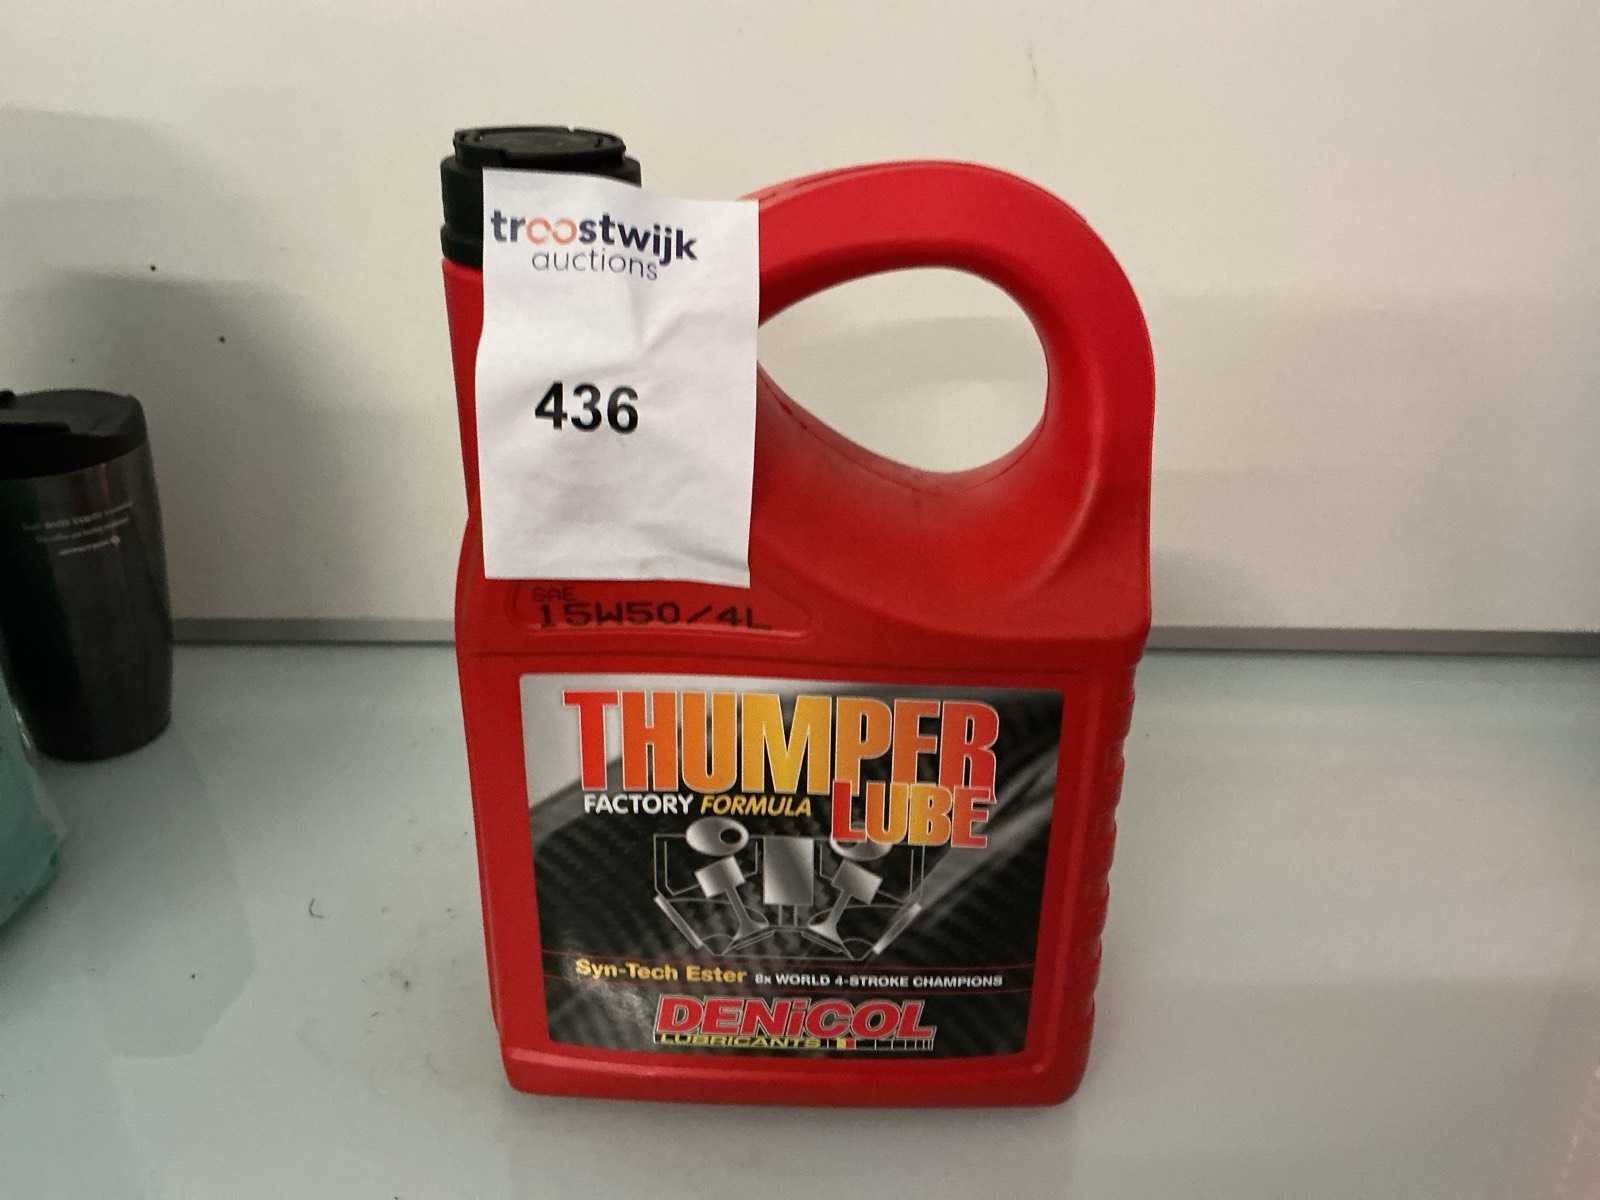 troostwijk
auctions
436
SAE
15W50/4L
THUMPER
LUBE
FACTORY FORMULA
Syn-Tech Ester 8x WORLD 4-STROKE CHAMPIONS
DENiCOL
LUBRICANTS